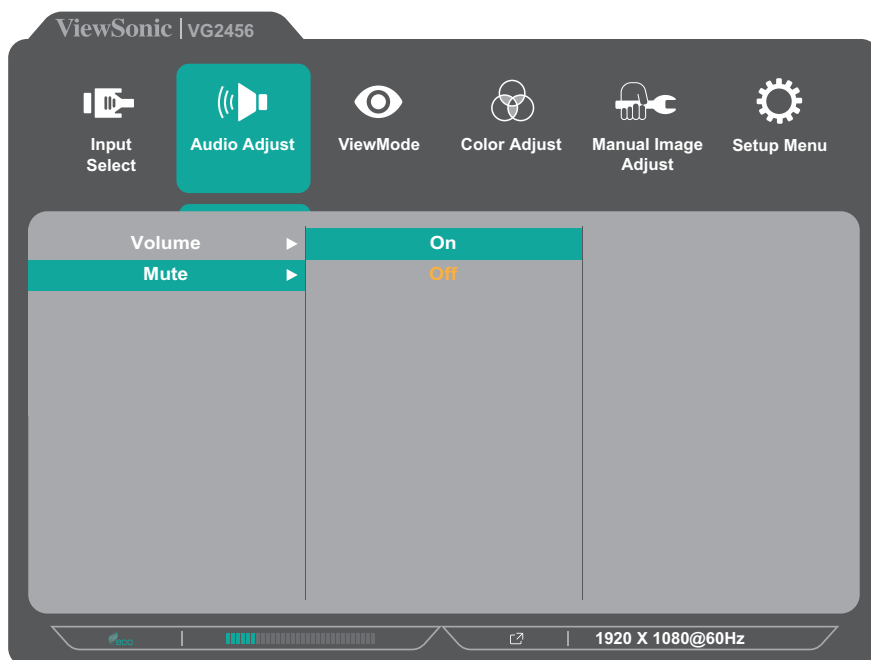 ViewSonic | VG2456
Input Select
Audio Adjust
ViewMode
Color Adjust
Manual Image Adjust
Setup Menu
Volume
On
Mute
Off
eco
1920 X 1080@60Hz